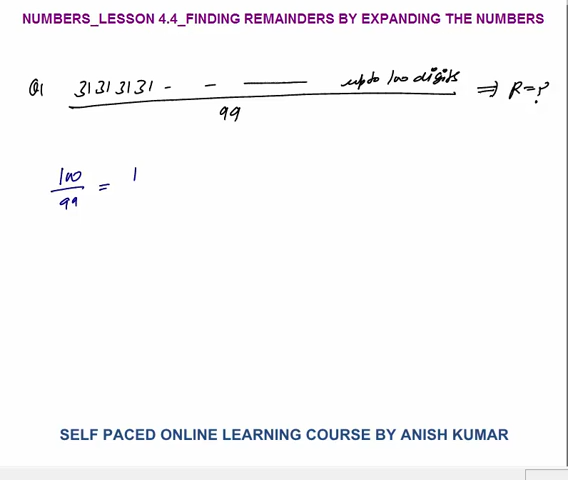 NUMBERS_LESSON 4.4_FINDING REMAINDERS BY EXPANDING THE NUMBERS
Q1 31313131 - - —— upto 100 digits ⇒ R=?
99
100 = 1
99
SELF PACED ONLINE LEARNING COURSE BY ANISH KUMAR